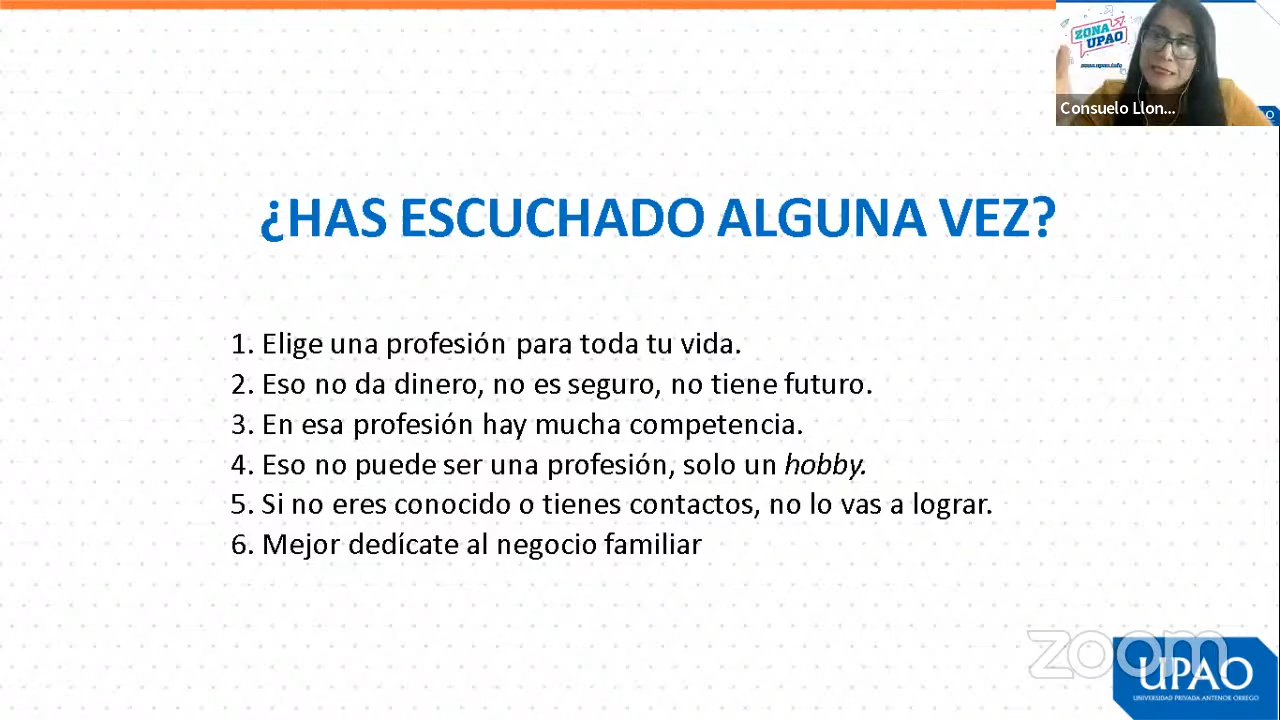 ZONA
UPAO
zona.upao.info
Consuelo Llon...
¿HAS ESCUCHADO ALGUNA VEZ?
1. Elige una profesión para toda tu vida.
2. Eso no da dinero, no es seguro, no tiene futuro.
3. En esa profesión hay mucha competencia.
4. Eso no puede ser una profesión, solo un hobby.
5. Si no eres conocido o tienes contactos, no lo vas a lograr.
6. Mejor dedícate al negocio familiar
zoom
UPAO
UNIVERSIDAD PRIVADA ANTENOR ORREGO